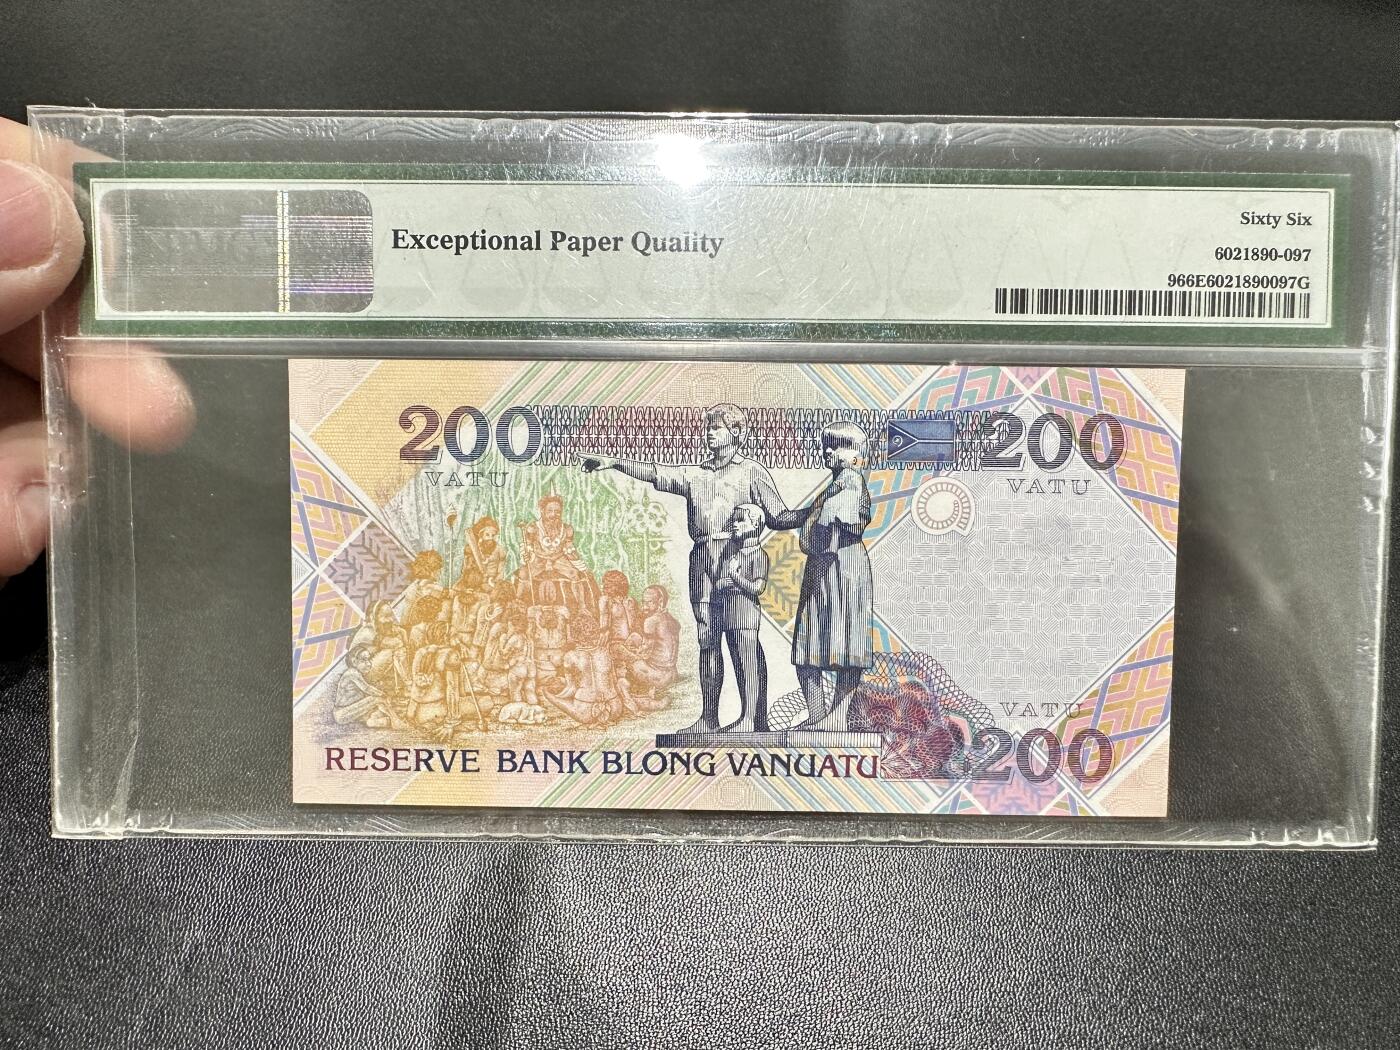 Exceptional Paper Quality
Sixty Six
6021890-097
966E6021890097G
200
VATU
200
VATU
VATU
200
RESERVE BANK BLONG VANUATU